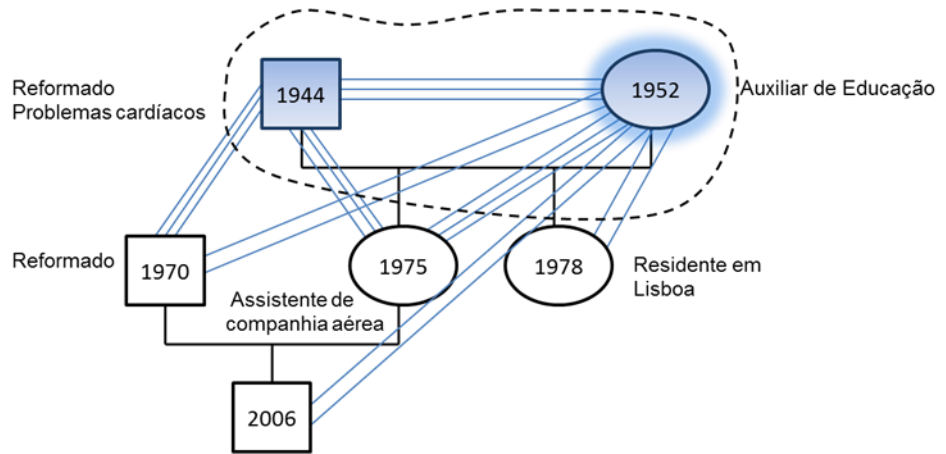 Reformado
Problemas cardíacos
1944
1952
Auxiliar de Educação
Reformado
1970
1975
1978
Residente em
Lisboa
Assistente de
companhia aérea
2006